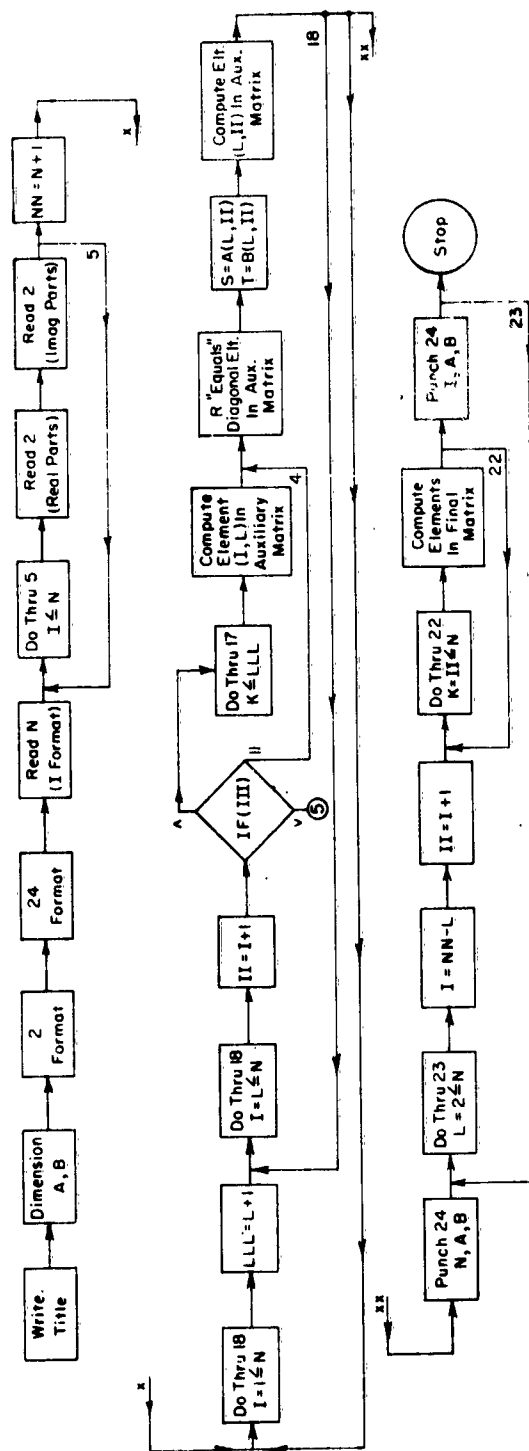 Write.
Title
Dimension
A, B
2
Format
24
Format
Read N
(I Format)
Do Thru 5
I ≤ N
Read 2
(Real Parts)
Read 2
(Imag Parts)
5
NN = N+1
x
x
Do Thru 18
I = 1 ≤ N
LLL = L+1
Do Thru 18
I = L ≤ N
II = I+1
IF (III)
>
=
<
5
Do Thru 17
K ≤ LLL
Compute
Element
(I, L) In
Auxiliary
Matrix
4
R "Equals"
Diagonal Elt.
In Aux.
Matrix
S = A(L, II)
T = B(L, II)
Compute Elt.
(L, II) In Aux.
Matrix
18
xx
xx
Punch 24
N, A, B
Do Thru 23
L = 2 ≤ N
I = NN-L
II = I+1
Do Thru 22
K = II ≤ N
Compute
Elements
In Final
Matrix
22
Punch 24
I, A, B
23
Stop